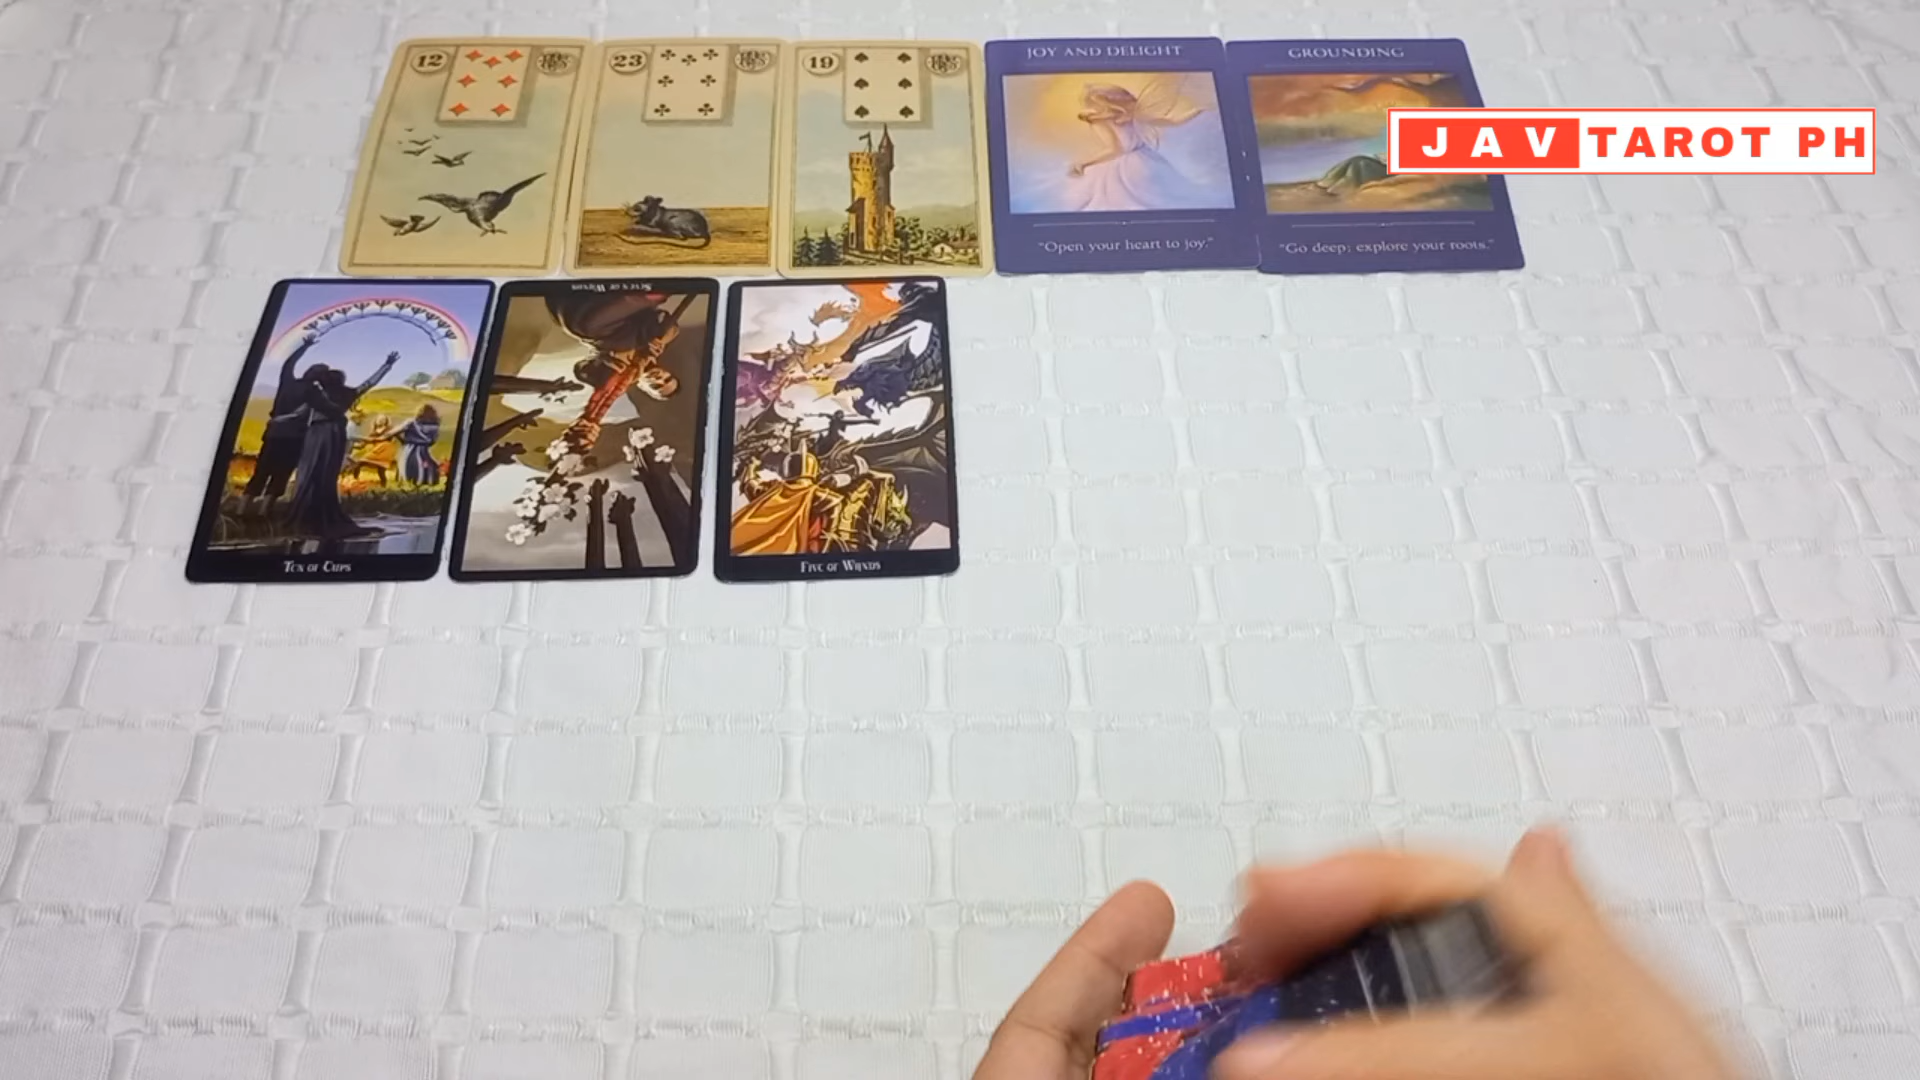 12
23
19
JOY AND DELIGHT
GROUNDING
JAV TAROT PH
"Open your heart to joy."
"Go deep; explore your roots."
SEVEN OF WANDS
TEN OF CUPS
FIVE OF WANDS